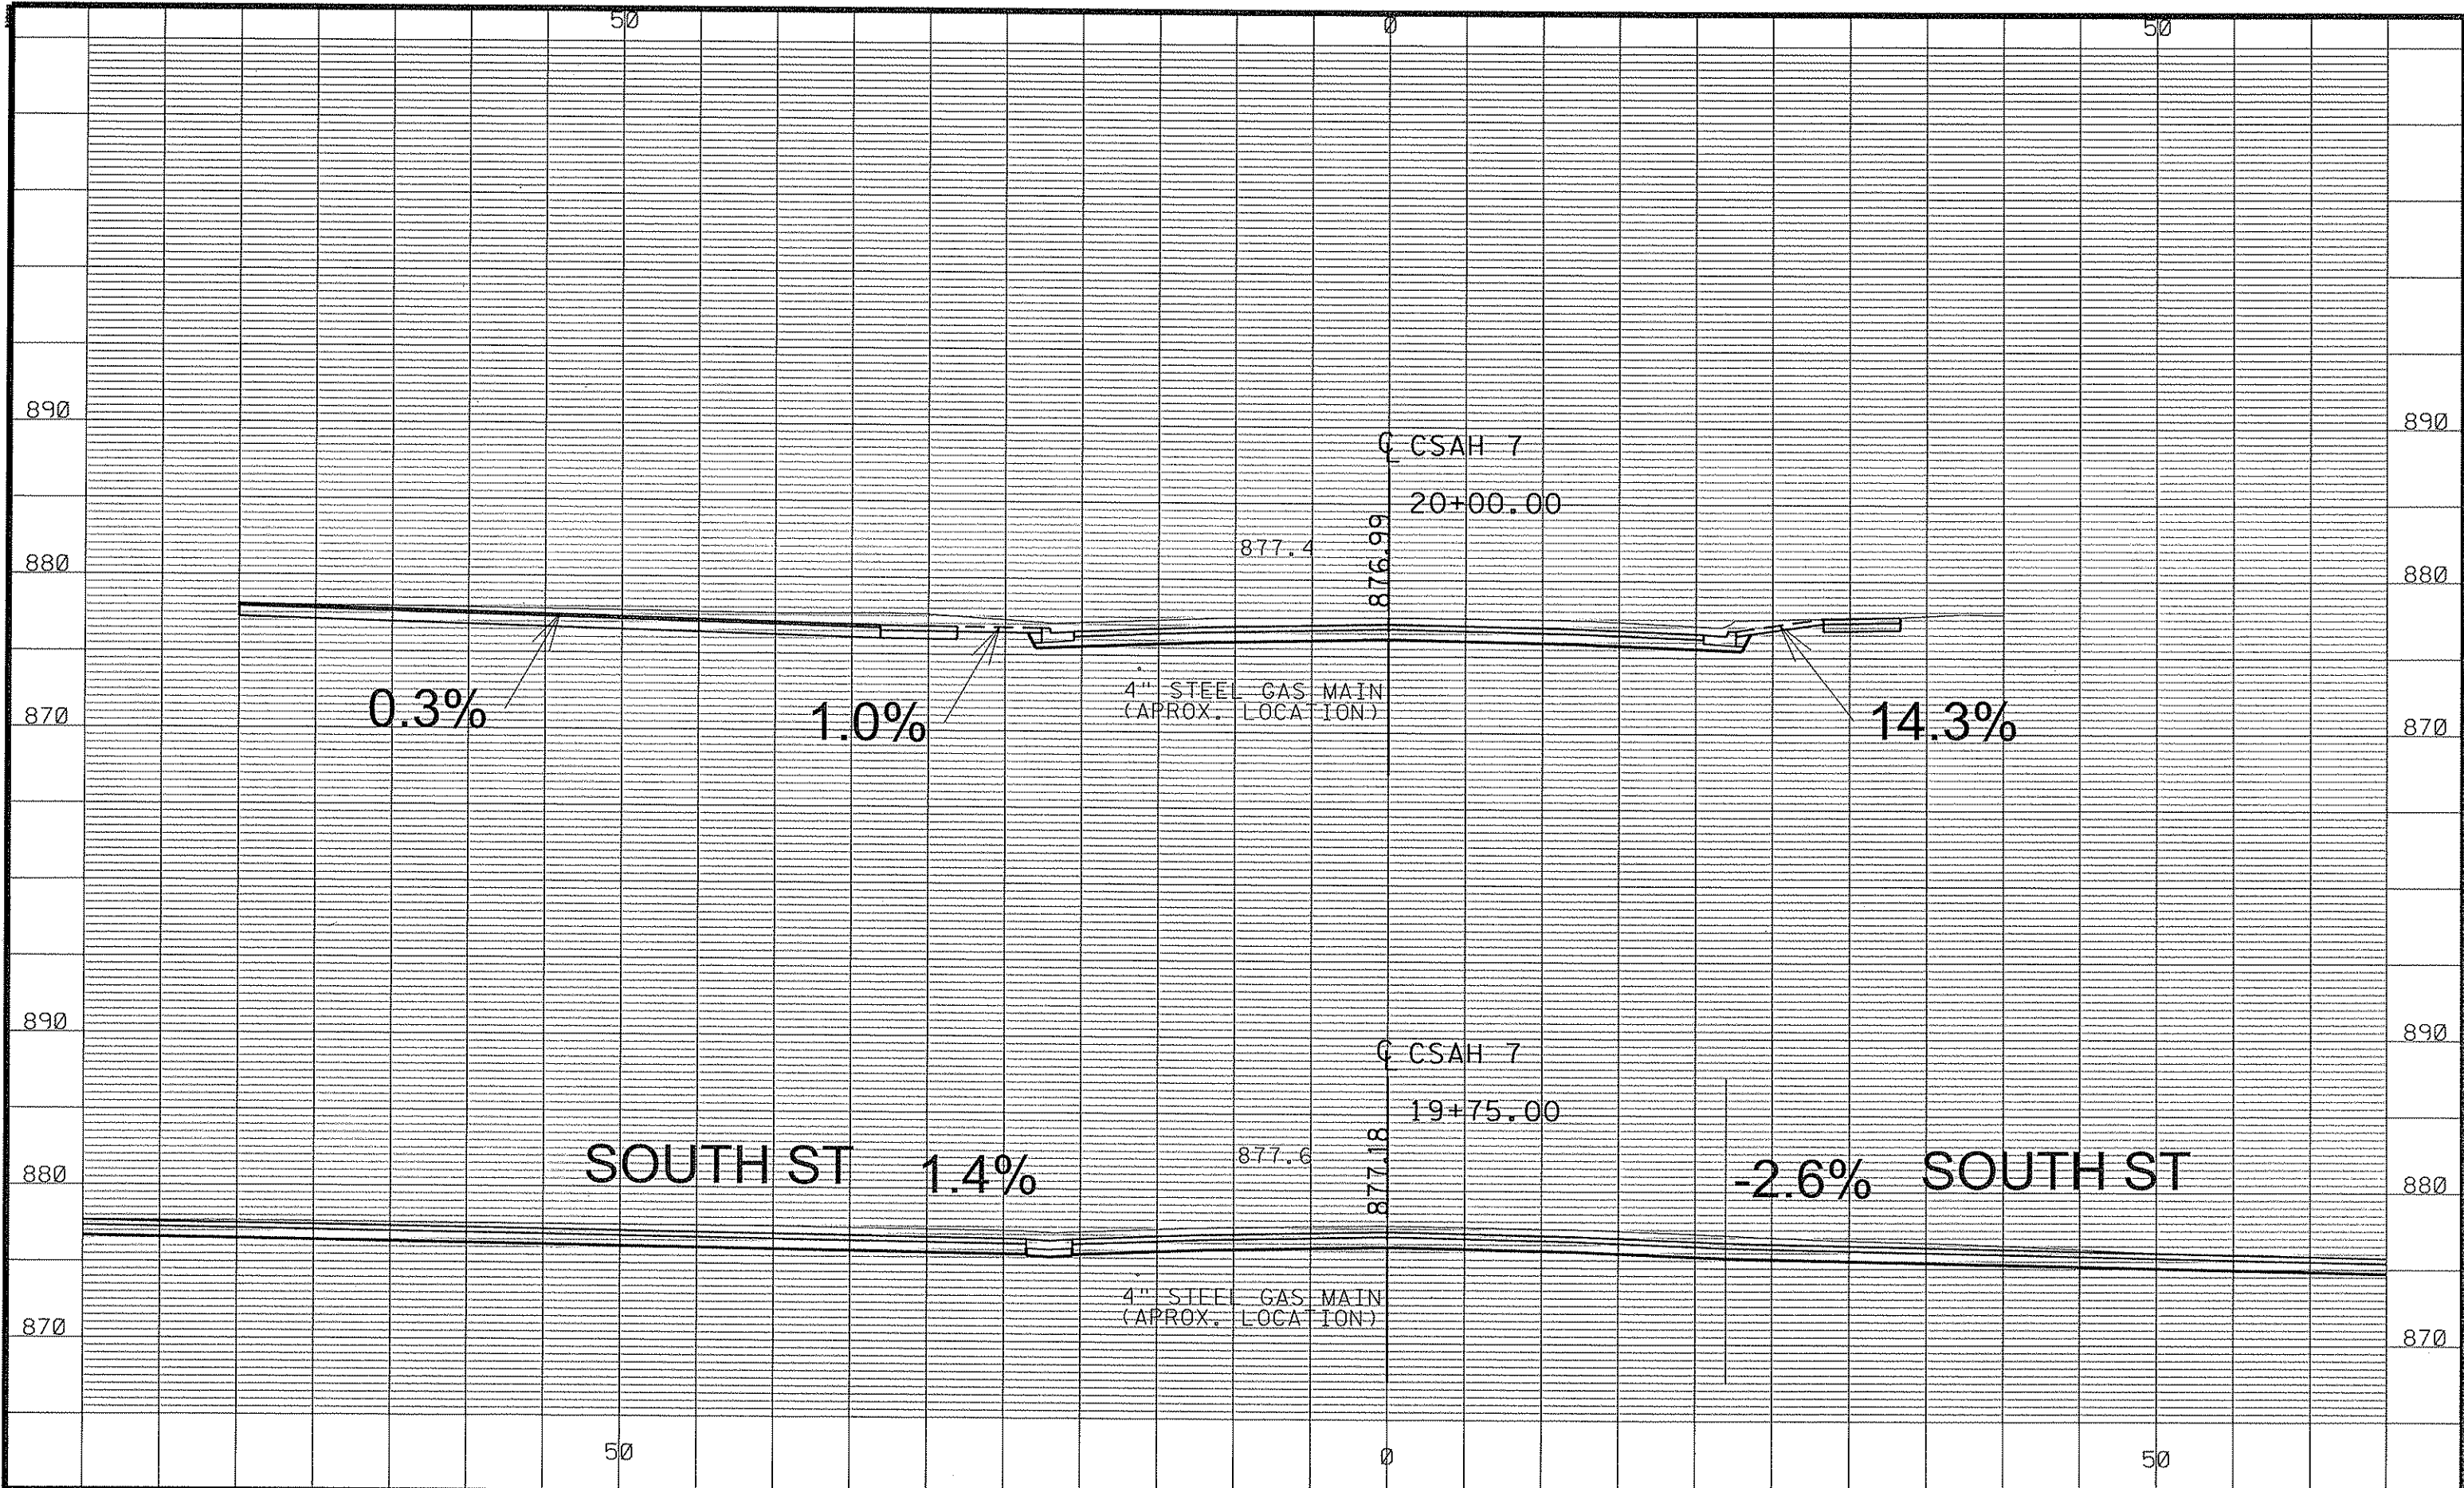 50 0 50
890 890
℄ CSAH 7
20+00.00
877.4
876.99
880 880
0.3% 1.0% 14.3%
4" STEEL GAS MAIN
(APROX. LOCATION)
870 870
890 890
℄ CSAH 7
19+75.00
SOUTH ST 1.4% 877.6 877.18 -2.6% SOUTH ST
880 880
4" STEEL GAS MAIN
(APROX. LOCATION)
870 870
50 0 50